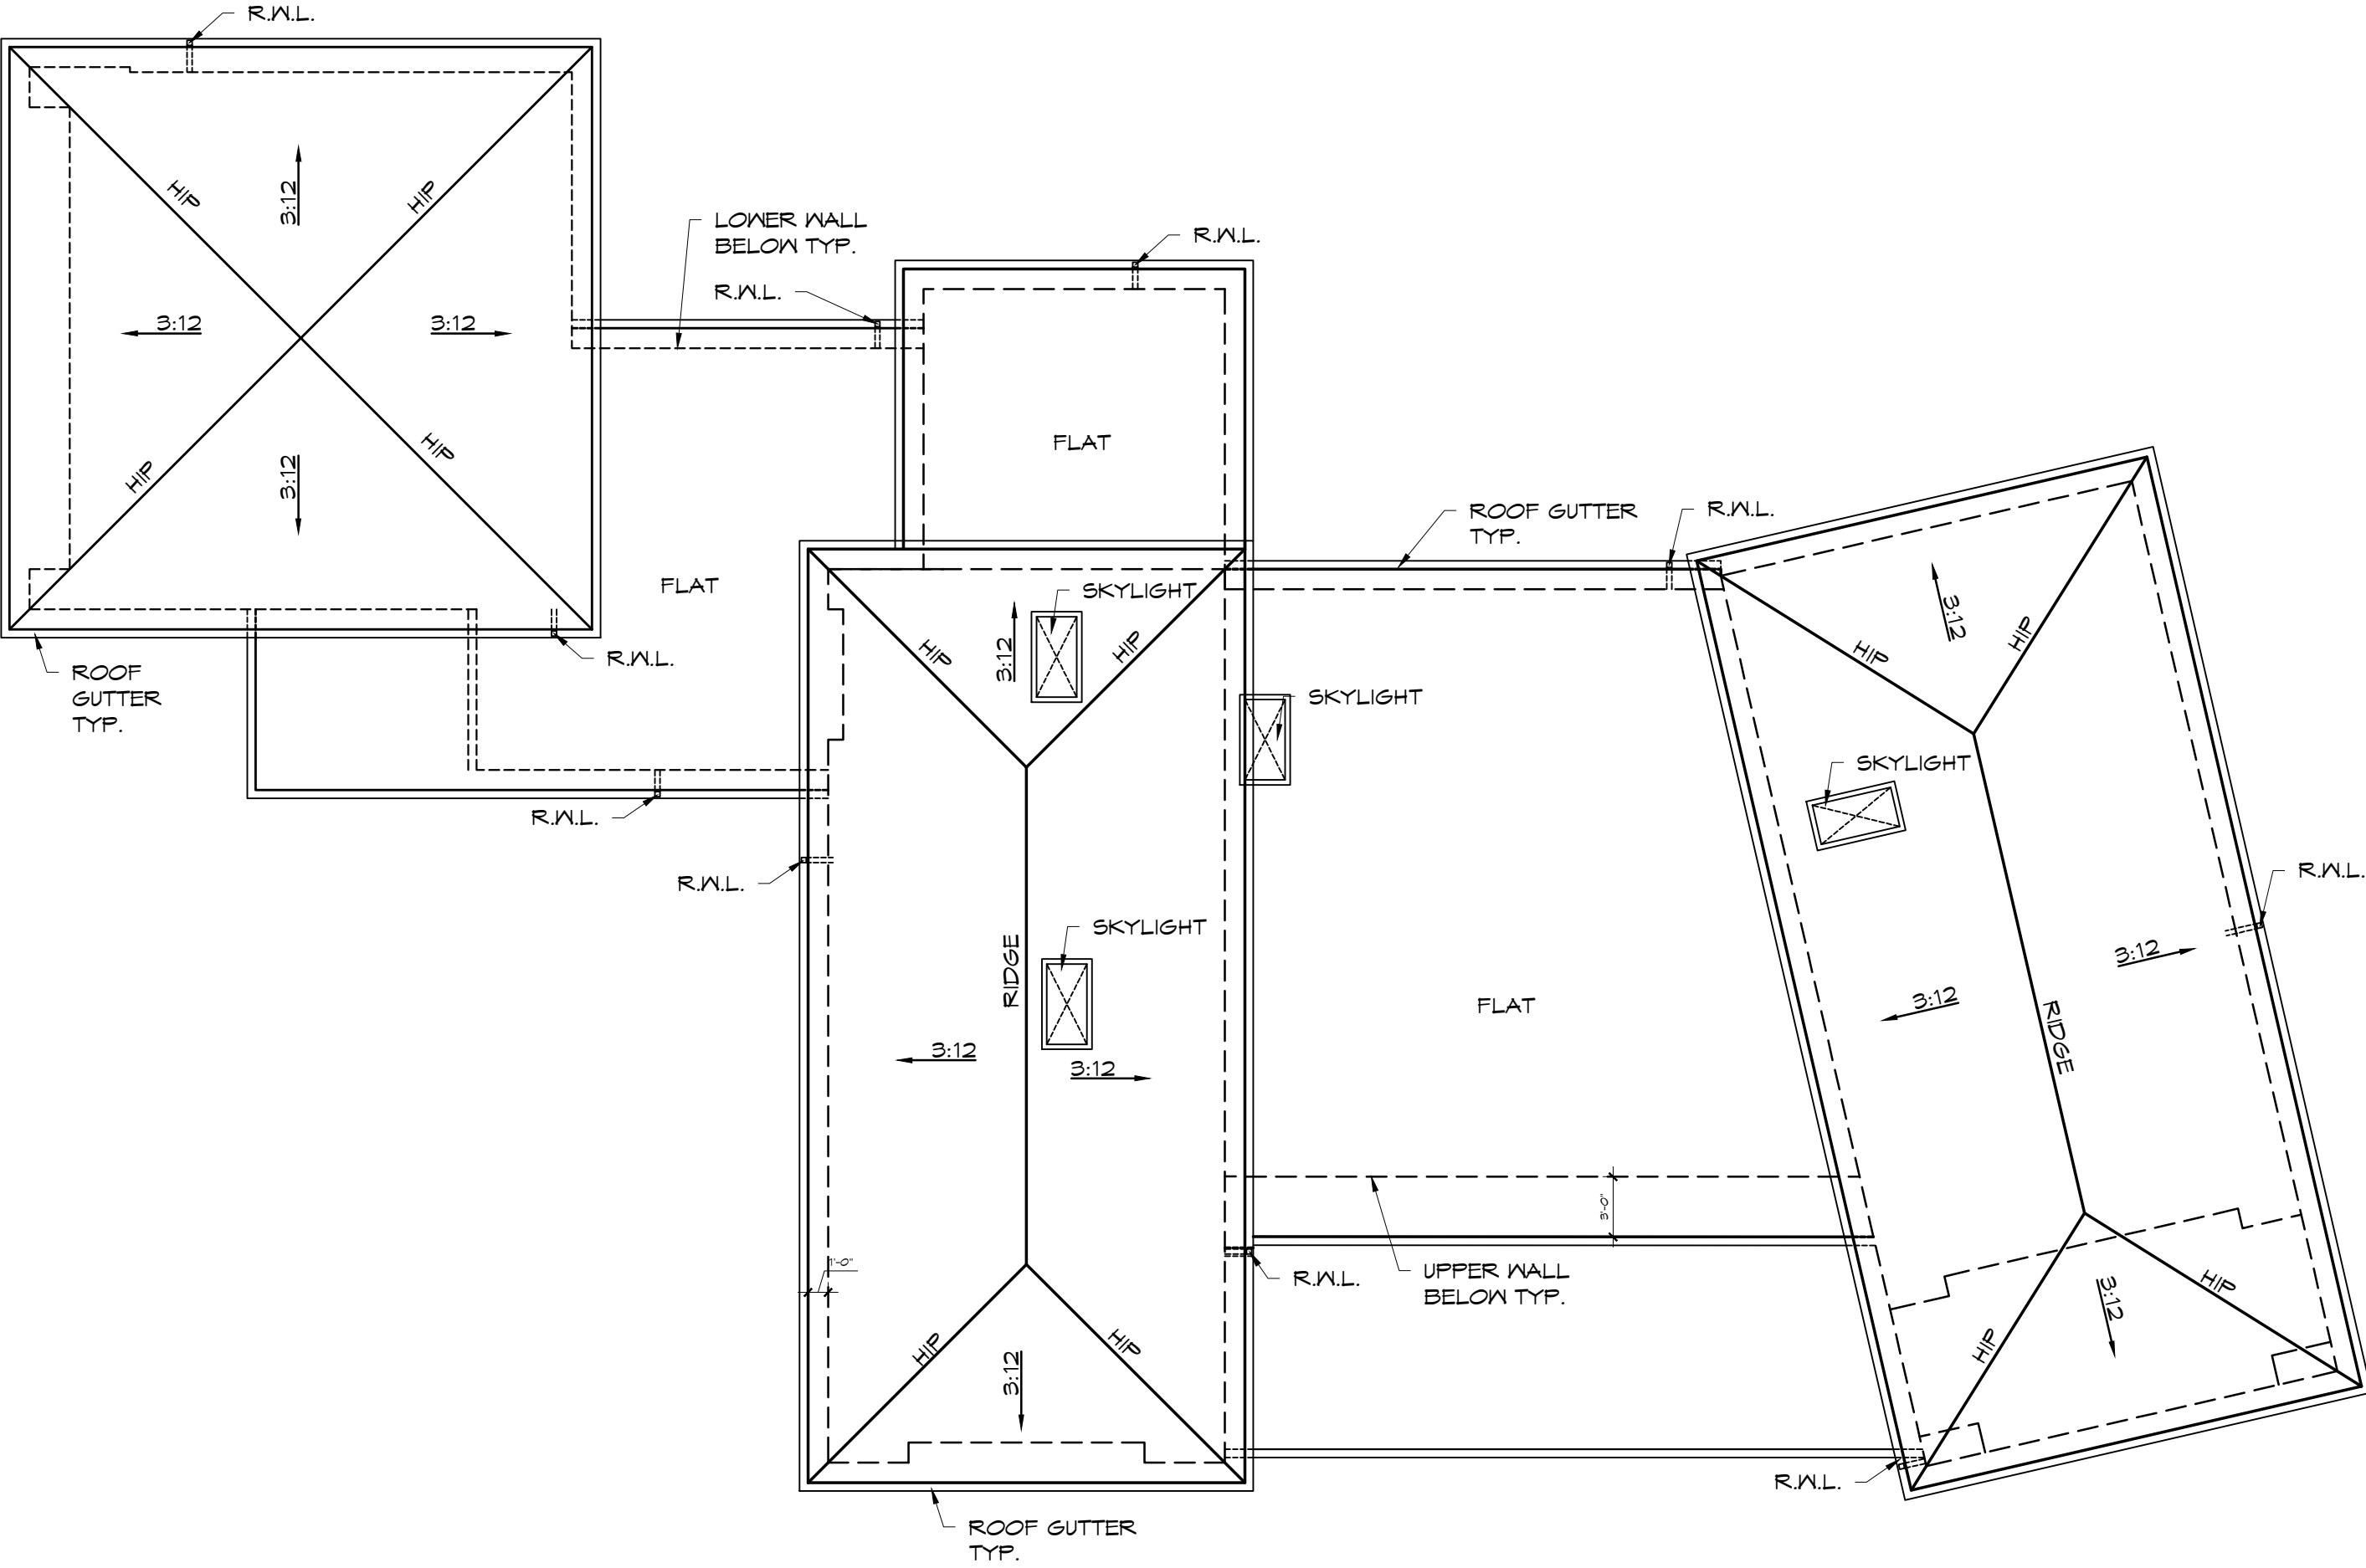 R.W.L.
HIP
HIP
3:12
LOWER WALL
BELOW TYP.
R.W.L.
R.W.L.
3:12
3:12
FLAT
HIP
HIP
3:12
ROOF GUTTER
TYP.
R.W.L.
FLAT
SKYLIGHT
3:12
HIP
HIP
3:12
HIP
HIP
R.W.L.
ROOF
GUTTER
TYP.
SKYLIGHT
SKYLIGHT
R.W.L.
R.W.L.
R.W.L.
SKYLIGHT
RIDGE
3:12
3:12
FLAT
3:12
3:12
RIDGE
3'-0"
1'-0"
R.W.L.
UPPER WALL
BELOW TYP.
HIP
HIP
3:12
3:12
HIP
HIP
R.W.L.
ROOF GUTTER
TYP.